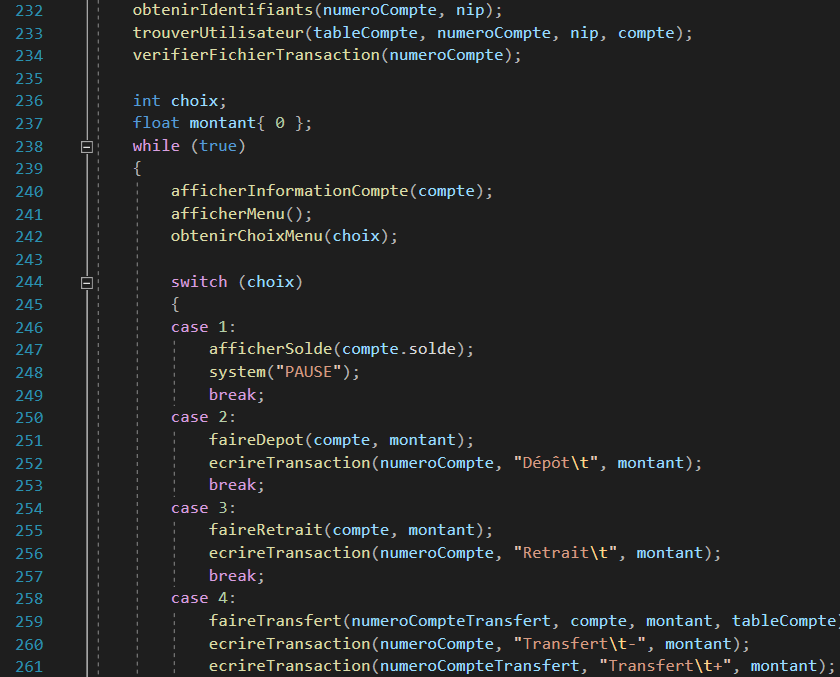 232 obtenirIdentifiants(numeroCompte, nip);
233 trouverUtilisateur(tableCompte, numeroCompte, nip, compte);
234 verifierFichierTransaction(numeroCompte);
235
236 int choix;
237 float montant{ 0 };
238 while (true)
239 {
240 afficherInformationCompte(compte);
241 afficherMenu();
242 obtenirChoixMenu(choix);
243
244 switch (choix)
245 {
246 case 1:
247 afficherSolde(compte.solde);
248 system("PAUSE");
249 break;
250 case 2:
251 faireDepot(compte, montant);
252 ecrireTransaction(numeroCompte, "Dépôt\t", montant);
253 break;
254 case 3:
255 faireRetrait(compte, montant);
256 ecrireTransaction(numeroCompte, "Retrait\t", montant);
257 break;
258 case 4:
259 faireTransfert(numeroCompteTransfert, compte, montant, tableCompte)
260 ecrireTransaction(numeroCompte, "Transfert\t-", montant);
261 ecrireTransaction(numeroCompteTransfert, "Transfert\t+", montant);